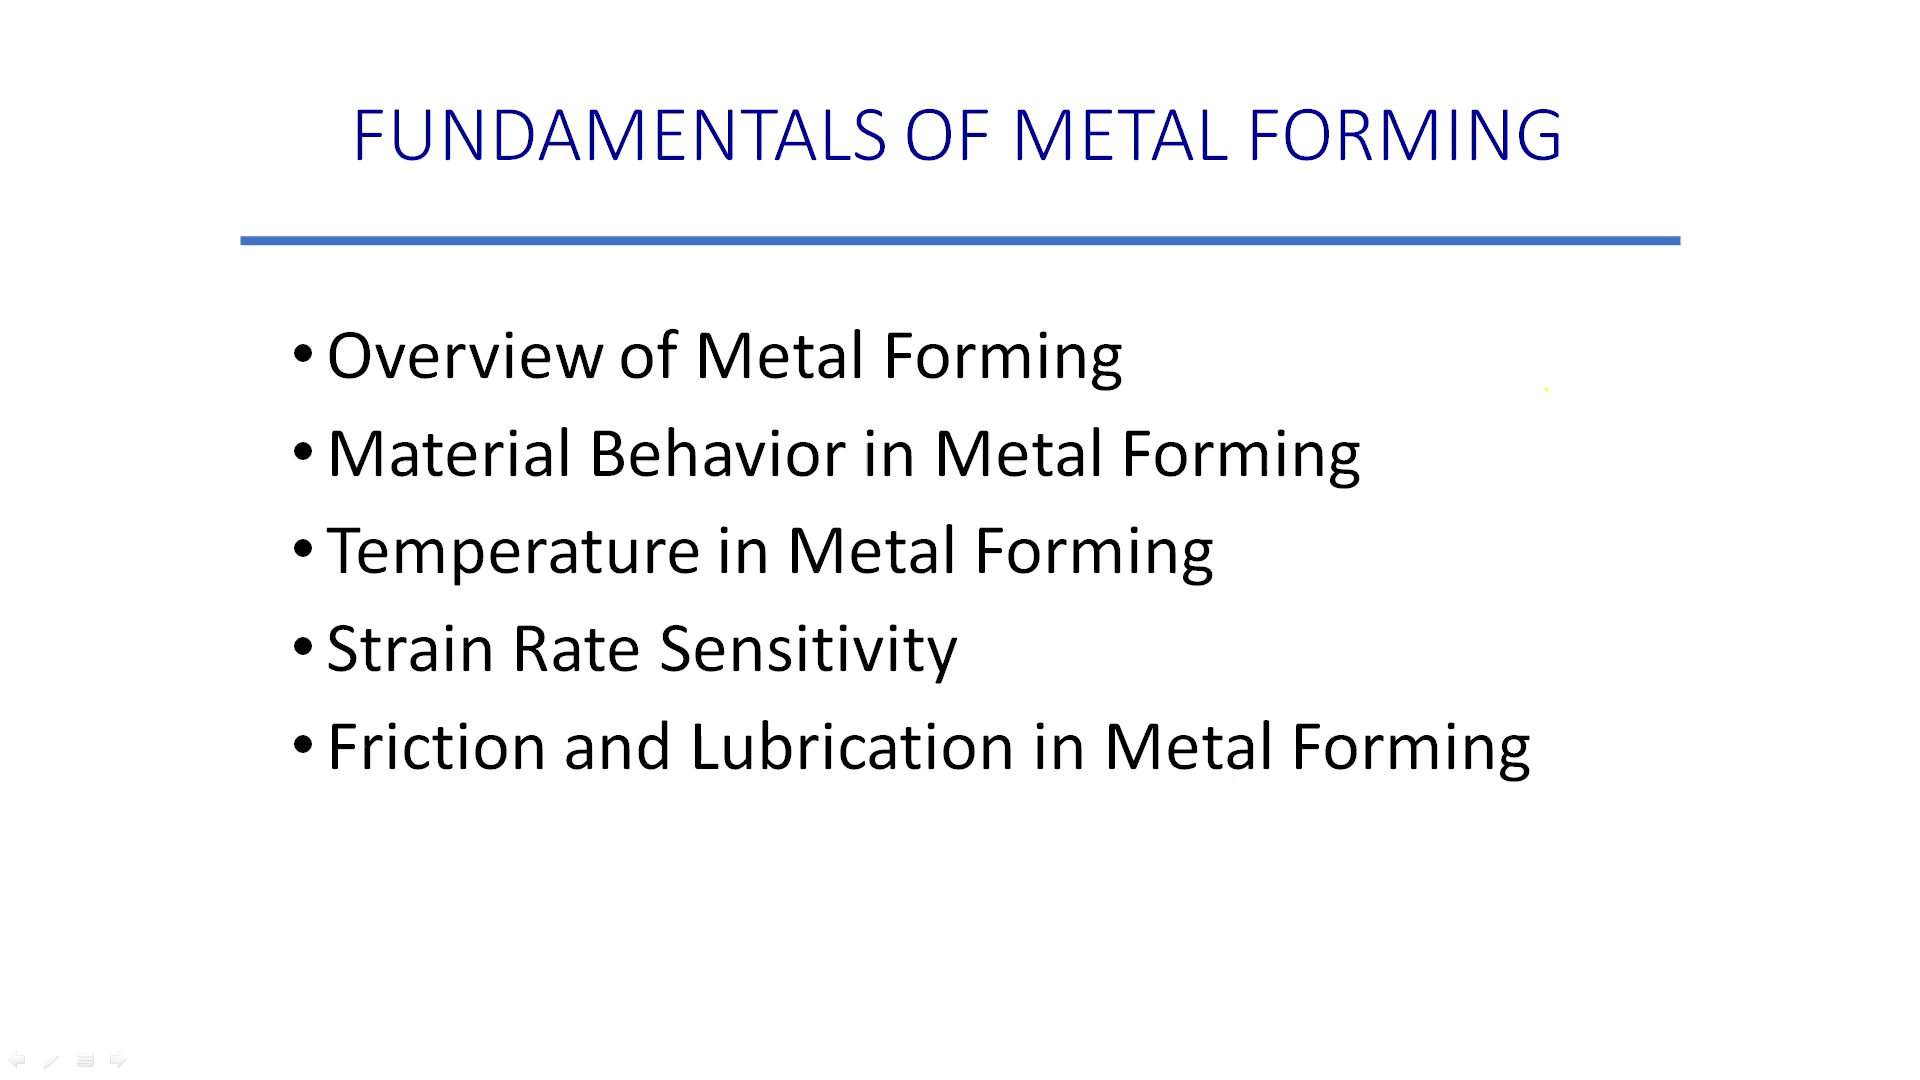 FUNDAMENTALS OF METAL FORMING
• Overview of Metal Forming
• Material Behavior in Metal Forming
• Temperature in Metal Forming
• Strain Rate Sensitivity
• Friction and Lubrication in Metal Forming